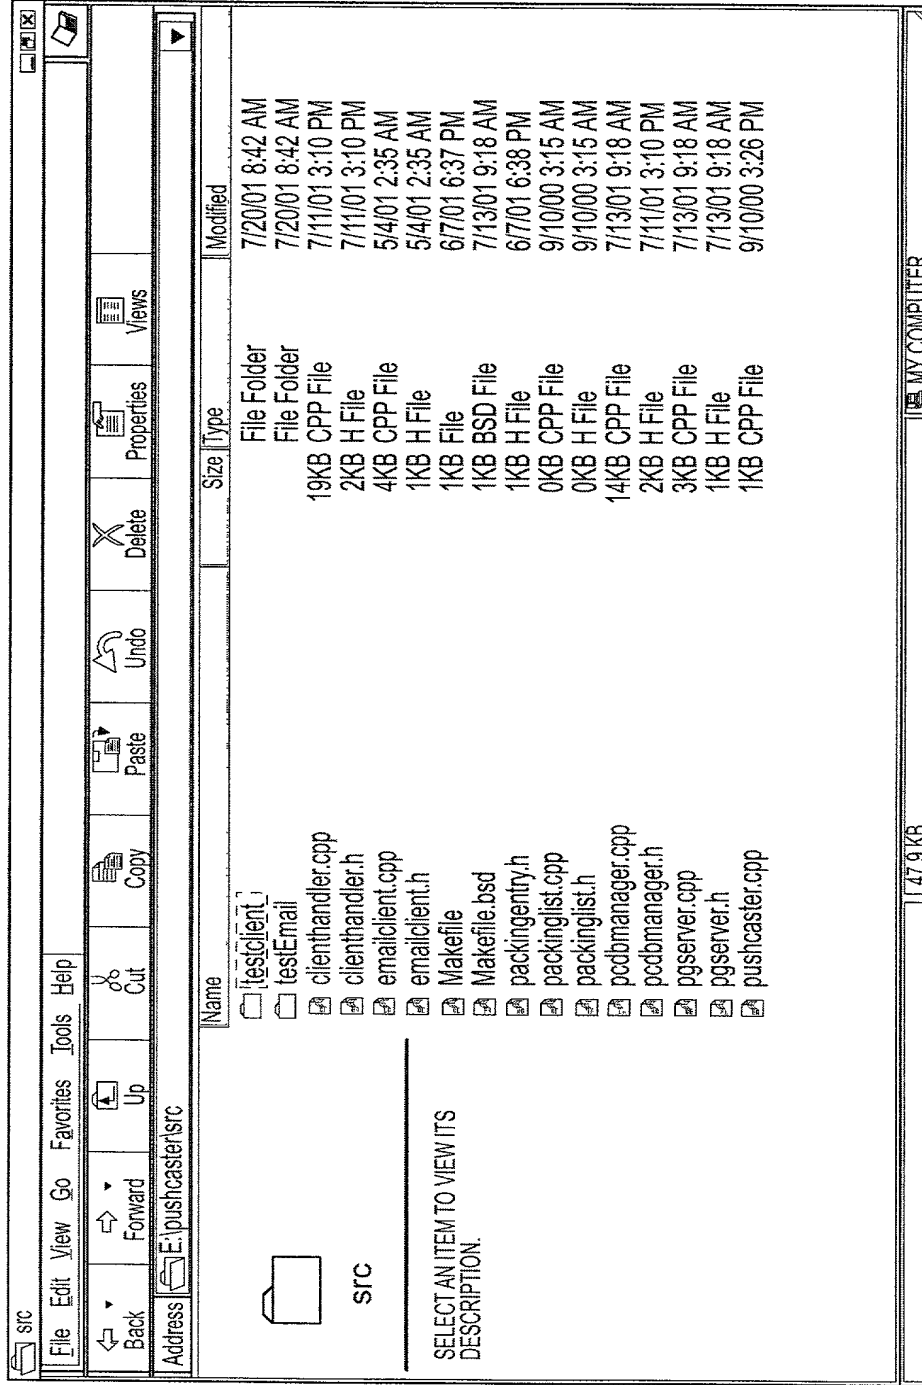 src
File Edit View Go Favorites Tools Help
Back Forward Up Cut Copy Paste Undo Delete Properties Views
Address E:\pushcaster\src
Name Size Type Modified
src
SELECT AN ITEM TO VIEW ITS
DESCRIPTION.
testclient File Folder 7/20/01 8:42 AM
testEmail File Folder 7/20/01 8:42 AM
clienthandler.cpp 19KB CPP File 7/11/01 3:10 PM
clienthandler.h 2KB H File 7/11/01 3:10 PM
emailclient.cpp 4KB CPP File 5/4/01 2:35 AM
emailclient.h 1KB H File 5/4/01 2:35 AM
Makefile 1KB File 6/7/01 6:37 PM
Makefile.bsd 1KB BSD File 7/13/01 9:18 AM
packingentry.h 1KB H File 6/7/01 6:38 PM
packinglist.cpp 0KB CPP File 9/10/00 3:15 AM
packinglist.h 0KB H File 9/10/00 3:15 AM
pcdbmanager.cpp 14KB CPP File 7/13/01 9:18 AM
pcdbmanager.h 2KB H File 7/11/01 3:10 PM
pgserver.cpp 3KB CPP File 7/13/01 9:18 AM
pgserver.h 1KB H File 7/13/01 9:18 AM
pushcaster.cpp 1KB CPP File 9/10/00 3:26 PM
47.9 KB MY COMPUTER